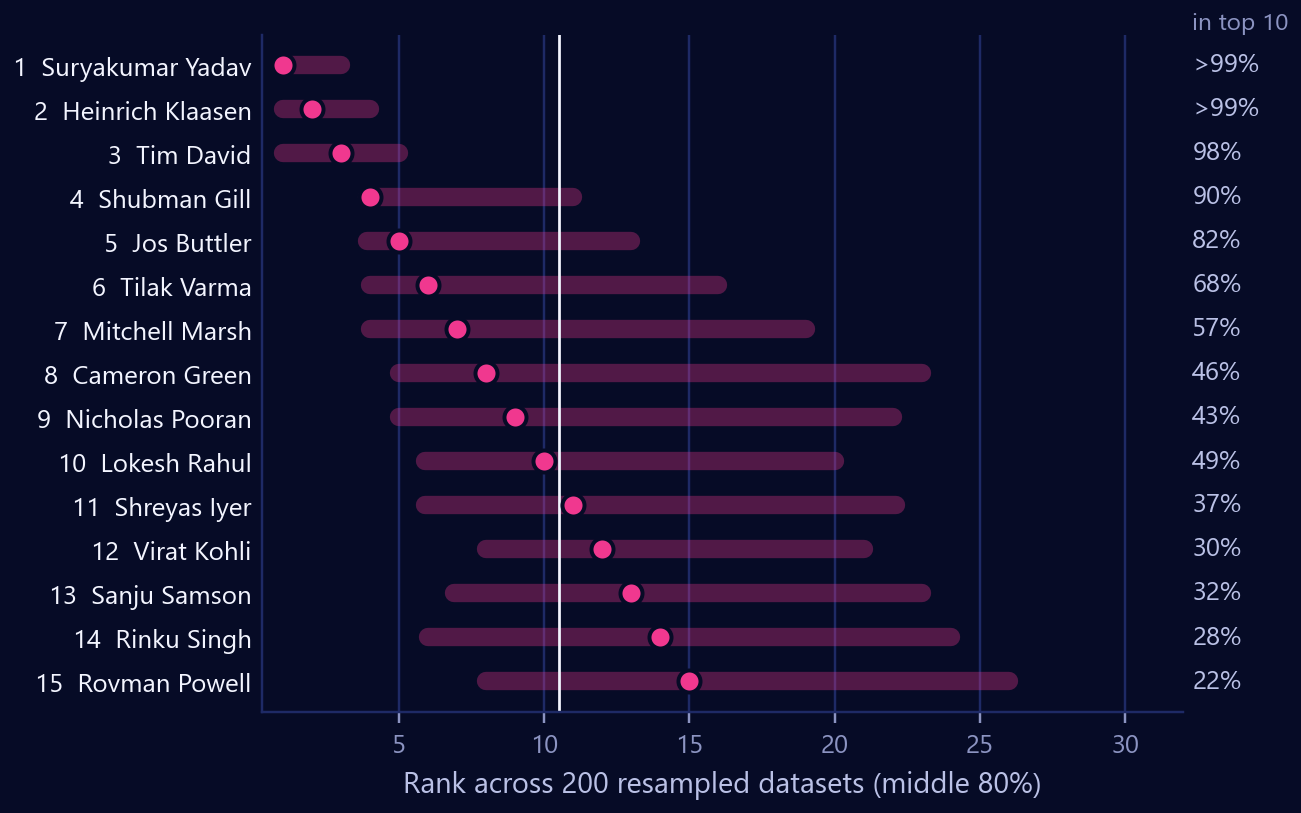 in top 10
1 Suryakumar Yadav >99%
2 Heinrich Klaasen >99%
3 Tim David 98%
4 Shubman Gill 90%
5 Jos Buttler 82%
6 Tilak Varma 68%
7 Mitchell Marsh 57%
8 Cameron Green 46%
9 Nicholas Pooran 43%
10 Lokesh Rahul 49%
11 Shreyas Iyer 37%
12 Virat Kohli 30%
13 Sanju Samson 32%
14 Rinku Singh 28%
15 Rovman Powell 22%
5 10 15 20 25 30
Rank across 200 resampled datasets (middle 80%)